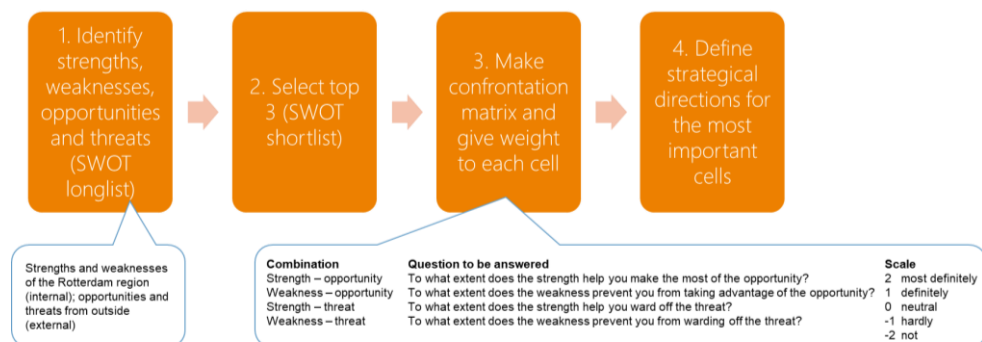 1. Identify
strengths,
weaknesses,
opportunities
and threats
(SWOT
longlist)
2. Select top
3 (SWOT
shortlist)
3. Make
confrontation
matrix and
give weight
to each cell
4. Define
strategical
directions for
the most
important
cells
Strengths and weaknesses
of the Rotterdam region
(internal); opportunities and
threats from outside
(external)
Combination Question to be answered Scale
Strength – opportunity To what extent does the strength help you make the most of the opportunity? 2 most definitely
Weakness – opportunity To what extent does the weakness prevent you from taking advantage of the opportunity? 1 definitely
Strength – threat To what extent does the strength help you ward off the threat? 0 neutral
Weakness – threat To what extent does the weakness prevent you from warding off the threat? -1 hardly
-2 not